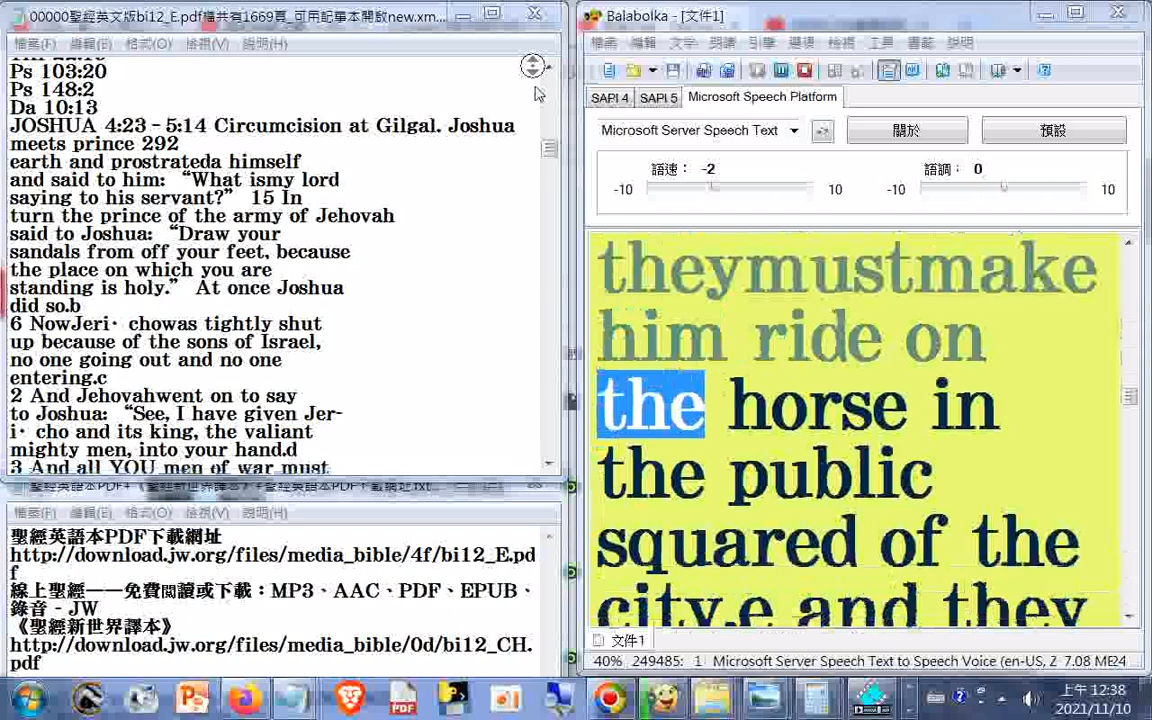 00000聖經英文版bi12_E.pdf檔共有1669頁_可用記事本開啟new.xm...
檔案(F) 編輯(E) 格式(O) 檢視(V) 說明(H)
Ps 103:20
Ps 148:2
Da 10:13
JOSHUA 4:23–5:14 Circumcision at Gilgal. Joshua
meets prince 292
earth and prostrateda himself
and said to him: “What ismy lord
saying to his servant?” 15 In
turn the prince of the army of Jehovah
said to Joshua: “Draw your
sandals from off your feet, because
the place on which you are
standing is holy.” At once Joshua
did so.b
6 NowJeri· chowas tightly shut
up because of the sons of Israel,
no one going out and no one
entering.c
2 And Jehovahwent on to say
to Joshua: “See, I have given Jer-
i· cho and its king, the valiant
mighty men, into your hand.d
3 And all YOU men of war must
檔案(F) 編輯(E) 格式(O) 檢視(V) 說明(H)
聖經英語本PDF下載網址
http://download.jw.org/files/media_bible/4f/bi12_E.pd
f
線上聖經——免費閱讀或下載：MP3、AAC、PDF、EPUB、
錄音 - JW
《聖經新世界譯本》
http://download.jw.org/files/media_bible/0d/bi12_CH.
pdf
Balabolka - [文件1]
檔案 編輯 文字 朗讀 引擎 選項 檢視 工具 書籤 說明
SAPI 4 SAPI 5 Microsoft Speech Platform
Microsoft Server Speech Text 關於 預設
語速： -2 語調： 0
-10 10 -10 10
theymustmake
him ride on
the horse in
the public
squared of the
city,e and they
文件1
40% 249485: 1 Microsoft Server Speech Text to Speech Voice (en-US, Z 7.08 ME24
上午 12:38
2021/11/10